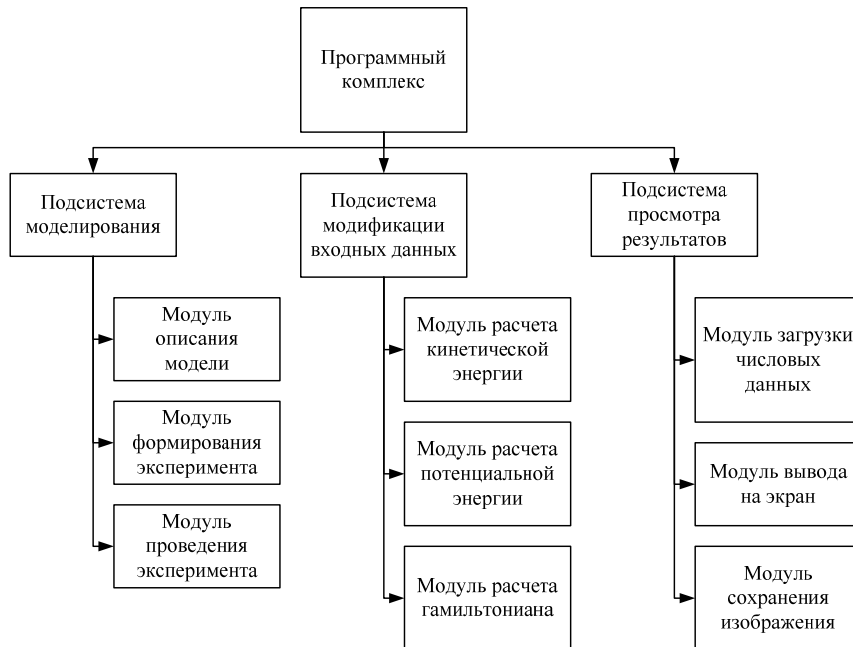 Программный
комплекс
Подсистема
моделирования
Подсистема
модификации
входных данных
Подсистема
просмотра
результатов
Модуль
описания
модели
Модуль
формирования
эксперимента
Модуль
проведения
эксперимента
Модуль расчета
кинетической
энергии
Модуль расчета
потенциальной
энергии
Модуль расчета
гамильтониана
Модуль загрузки
числовых
данных
Модуль вывода
на экран
Модуль
сохранения
изображения